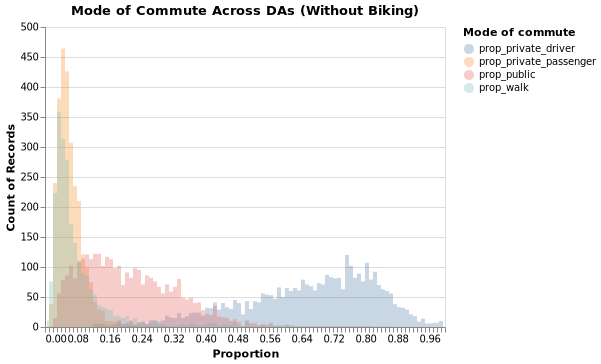 Mode of Commute Across DAs (Without Biking)
Mode of commute
prop_private_driver
prop_private_passenger
prop_public
prop_walk
500
450
400
350
300
250
200
150
100
50
0
Count of Records
0.00 0.08 0.16 0.24 0.32 0.40 0.48 0.56 0.64 0.72 0.80 0.88 0.96
Proportion